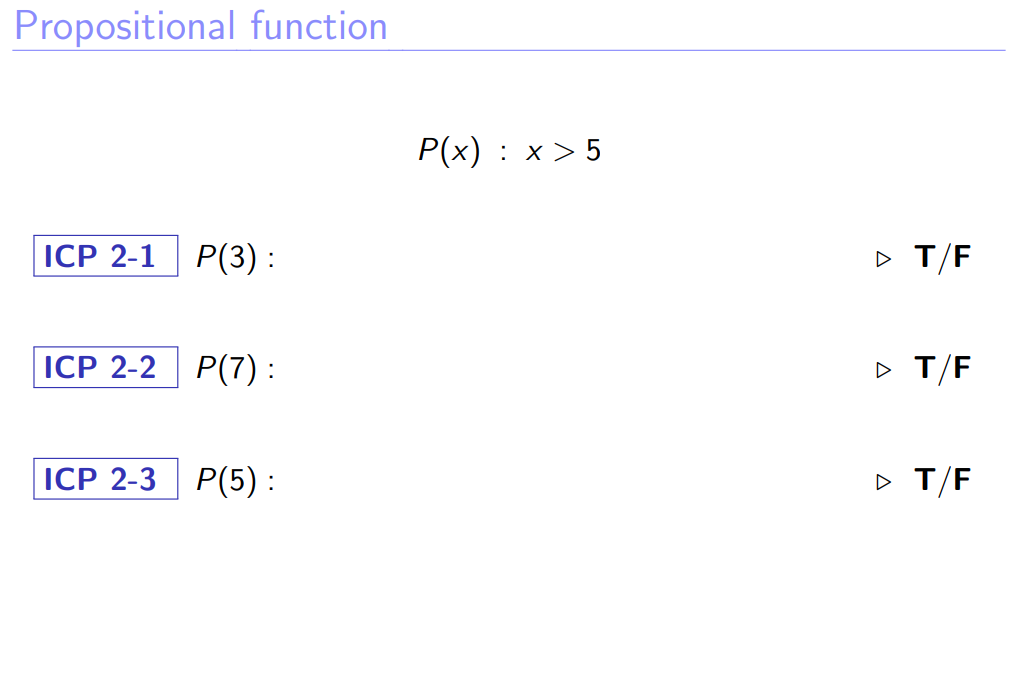 Propositional function
P(x) : x > 5
ICP 2-1 P(3) : ▷ T/F
ICP 2-2 P(7) : ▷ T/F
ICP 2-3 P(5) : ▷ T/F